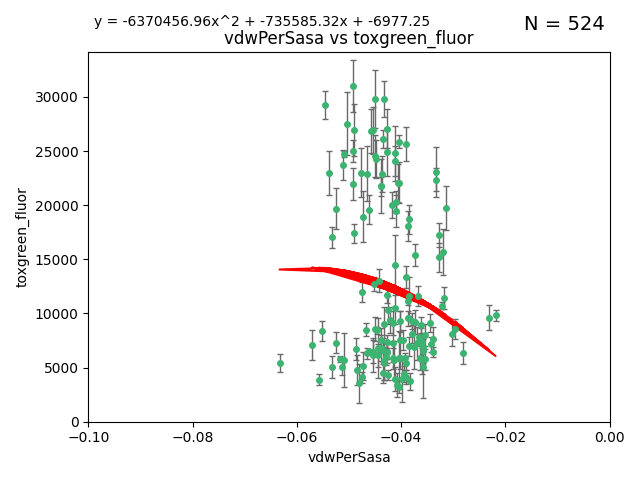 y = -6370456.96x^2 + -735585.32x + -6977.25
N = 524
vdwPerSasa vs toxgreen_fluor
toxgreen_fluor
30000
25000
20000
15000
10000
5000
0
−0.10
−0.08
−0.06
−0.04
−0.02
0.00
vdwPerSasa